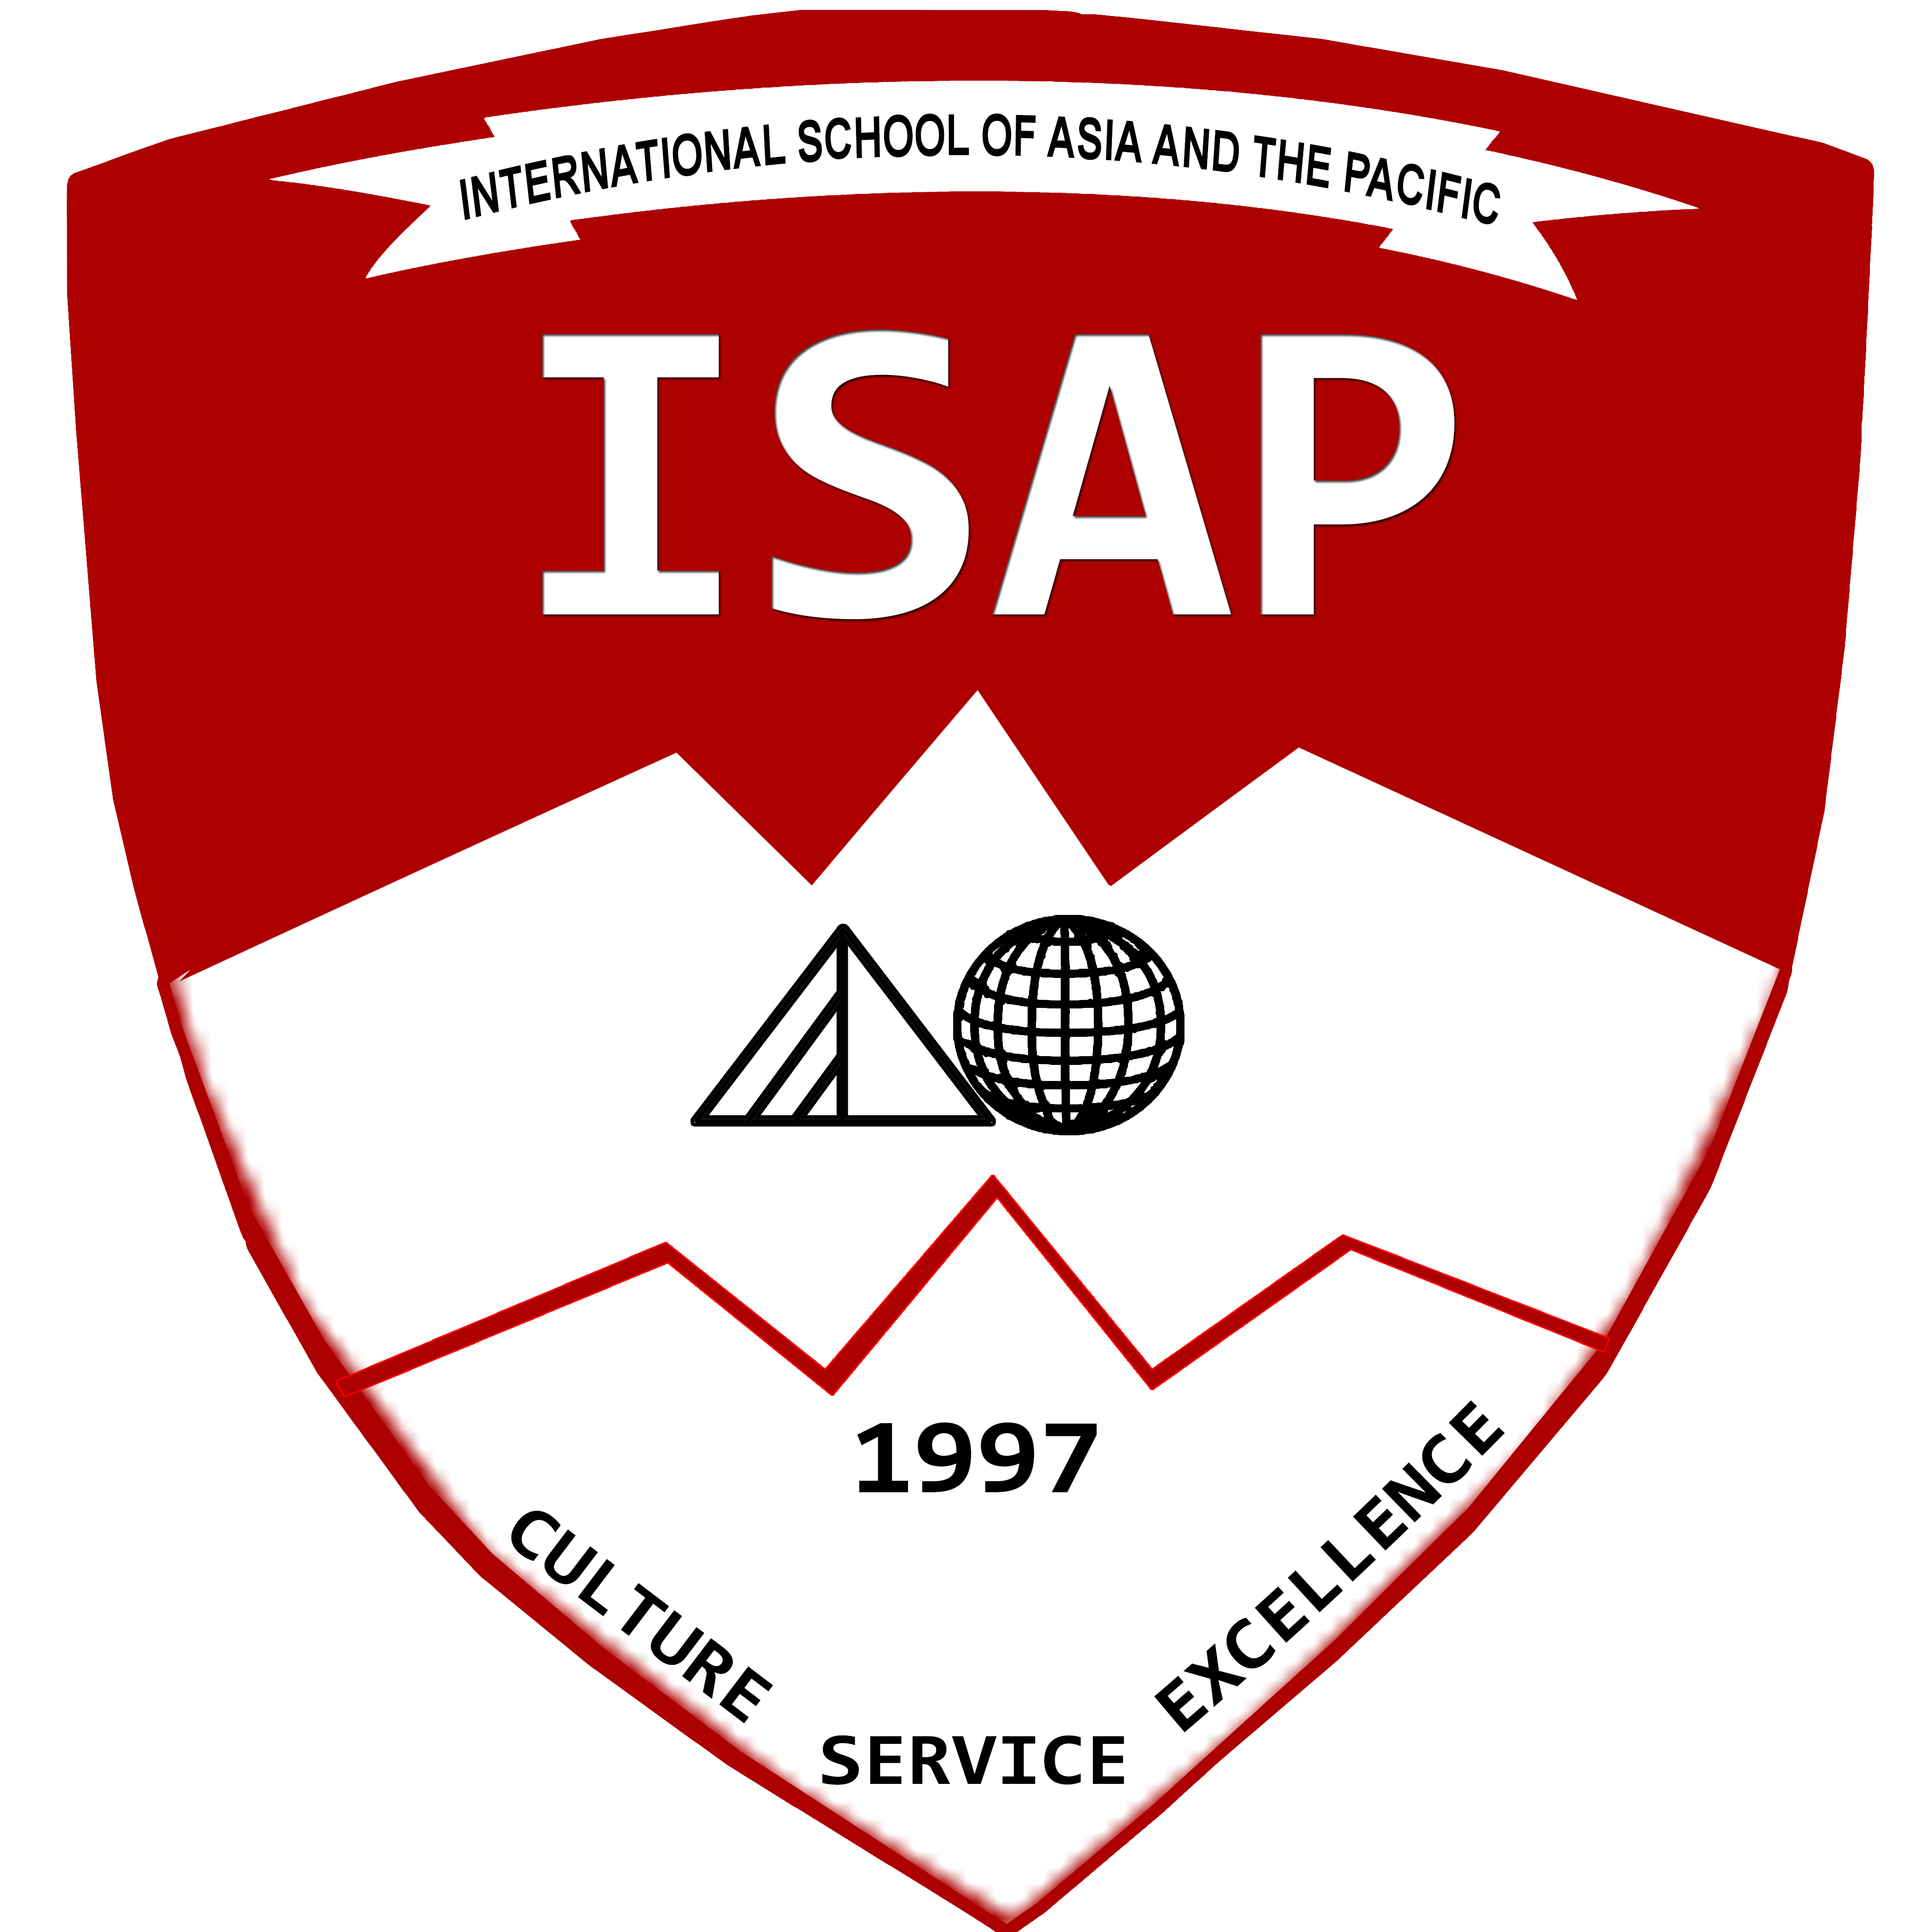 INTERNATIONAL SCHOOL OF ASIA AND THE PACIFIC
ISAP
1997
CULTURE
SERVICE
EXCELLENCE